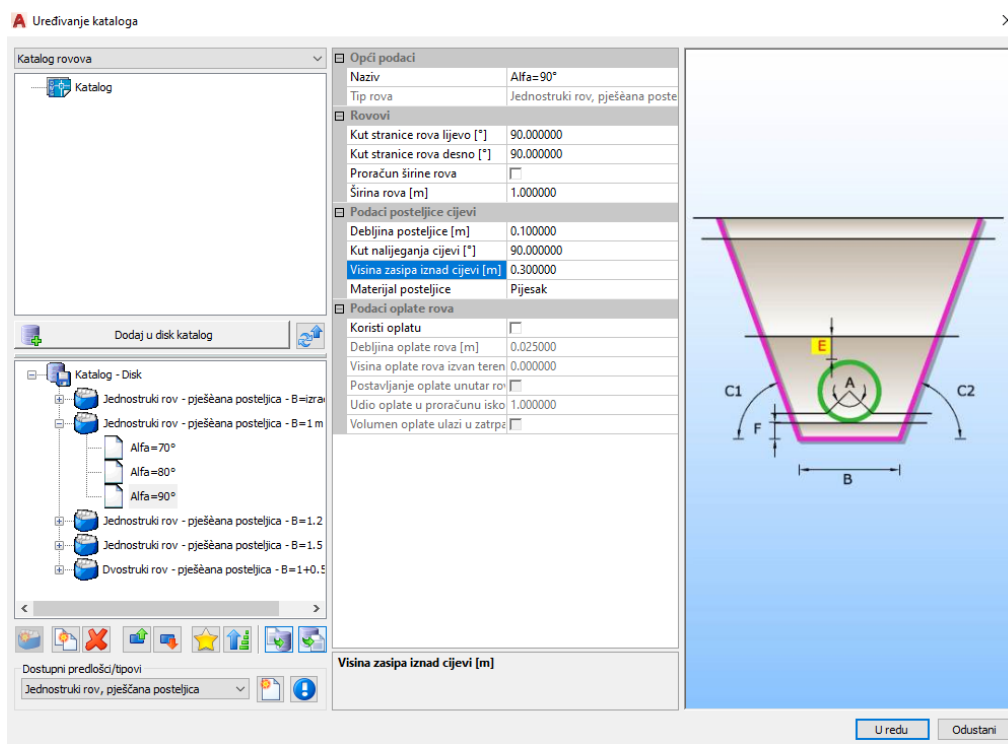 Uređivanje kataloga
Katalog rovova
Katalog
Dodaj u disk katalog
Katalog - Disk
Jednostruki rov - pješèana posteljica - B=izra
Jednostruki rov - pješèana posteljica - B=1 m
Alfa=70°
Alfa=80°
Alfa=90°
Jednostruki rov - pješèana posteljica - B=1.2
Jednostruki rov - pješèana posteljica - B=1.5
Dvostruki rov - pješèana posteljica - B=1+0.5
Dostupni predlošci/tipovi
Jednostruki rov, pješčana posteljica
Opći podaci
Naziv Alfa=90°
Tip rova Jednostruki rov, pješèana poste
Rovovi
Kut stranice rova lijevo [°] 90.000000
Kut stranice rova desno [°] 90.000000
Proračun širine rova
Širina rova [m] 1.000000
Podaci posteljice cijevi
Debljina posteljice [m] 0.100000
Kut nalijeganja cijevi [°] 90.000000
Visina zasipa iznad cijevi [m] 0.300000
Materijal posteljice Pijesak
Podaci oplate rova
Koristi oplatu
Debljina oplate rova [m] 0.025000
Visina oplate rova izvan teren 0.000000
Postavljanje oplate unutar rov
Udio oplate u proračunu isko 1.000000
Volumen oplate ulazi u zatrpa
Visina zasipa iznad cijevi [m]
E
A
C1
C2
F
B
U redu
Odustani